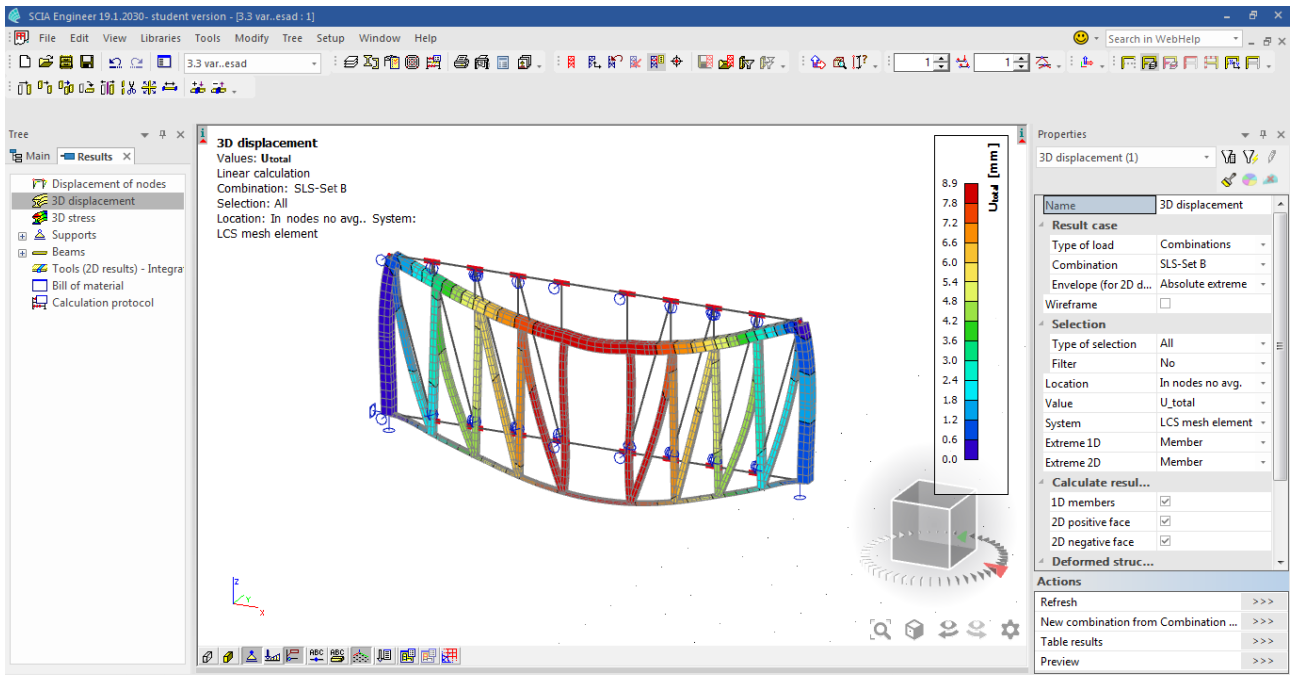 SCIA Engineer 19.1.2030- student version - [3.3 var..esad : 1]
File Edit View Libraries Tools Modify Tree Setup Window Help
Search in WebHelp
3.3 var..esad
1
1
Tree
Main
Results
Displacement of nodes
3D displacement
3D stress
Supports
Beams
Tools (2D results) - Integra
Bill of material
Calculation protocol
3D displacement
Values: Utotal
Linear calculation
Combination: SLS-Set B
Selection: All
Location: In nodes no avg.. System:
LCS mesh element
Utotal [mm]
8.9
7.8
7.2
6.6
6.0
5.4
4.8
4.2
3.6
3.0
2.4
1.8
1.2
0.6
0.0
z
Y
x
ABC
ABC
Properties
3D displacement (1)
Name 3D displacement
Result case
Type of load Combinations
Combination SLS-Set B
Envelope (for 2D d... Absolute extreme
Wireframe
Selection
Type of selection All
Filter No
Location In nodes no avg.
Value U_total
System LCS mesh element
Extreme 1D Member
Extreme 2D Member
Calculate resul...
1D members
2D positive face
2D negative face
Deformed struc...
Actions
Refresh >>>
New combination from Combination ... >>>
Table results >>>
Preview >>>